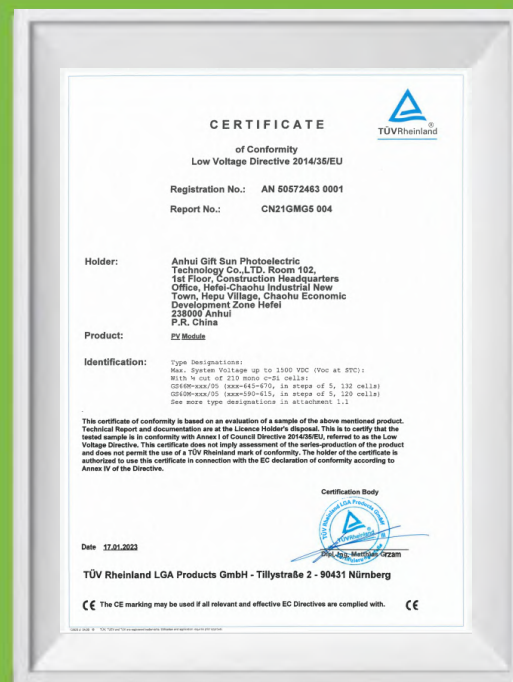 CERTIFICATE
TÜVRheinland®
of Conformity
Low Voltage Directive 2014/35/EU
Registration No.: AN 50572463 0001
Report No.: CN21GMG5 004
Holder: Anhui Gift Sun Photoelectric
Technology Co.,LTD. Room 102,
1st Floor, Construction Headquarters
Office, Hefei-Chaohu Industrial New
Town, Hepu Village, Chaohu Economic
Development Zone Hefei
238000 Anhui
P.R. China
Product: PV Module
Identification: Type Designations:
Max. System Voltage up to 1500 VDC (Voc at STC):
With ½ cut of 210 mono c-Si cells:
GS66M-xxx/05 (xxx=645-670, in steps of 5, 132 cells)
GS60M-xxx/05 (xxx=590-615, in steps of 5, 120 cells)
See more type designations in attachment 1.1
This certificate of conformity is based on an evaluation of a sample of the above mentioned product.
Technical Report and documentation are at the Licence Holder's disposal. This is to certify that the
tested sample is in conformity with Annex I of Council Directive 2014/35/EU, referred to as the Low
Voltage Directive. This certificate does not imply assessment of the series-production of the product
and does not permit the use of a TÜV Rheinland mark of conformity. The holder of the certificate is
authorized to use this certificate in connection with the EC declaration of conformity according to
Annex IV of the Directive.
Certification Body
TÜV Rheinland LGA Products GmbH
TÜVRheinland
Date 17.01.2023
Dipl.-Ing. Matthias Grzam
TÜV Rheinland LGA Products GmbH - Tillystraße 2 - 90431 Nürnberg
CE The CE marking may be used if all relevant and effective EC Directives are complied with. CE